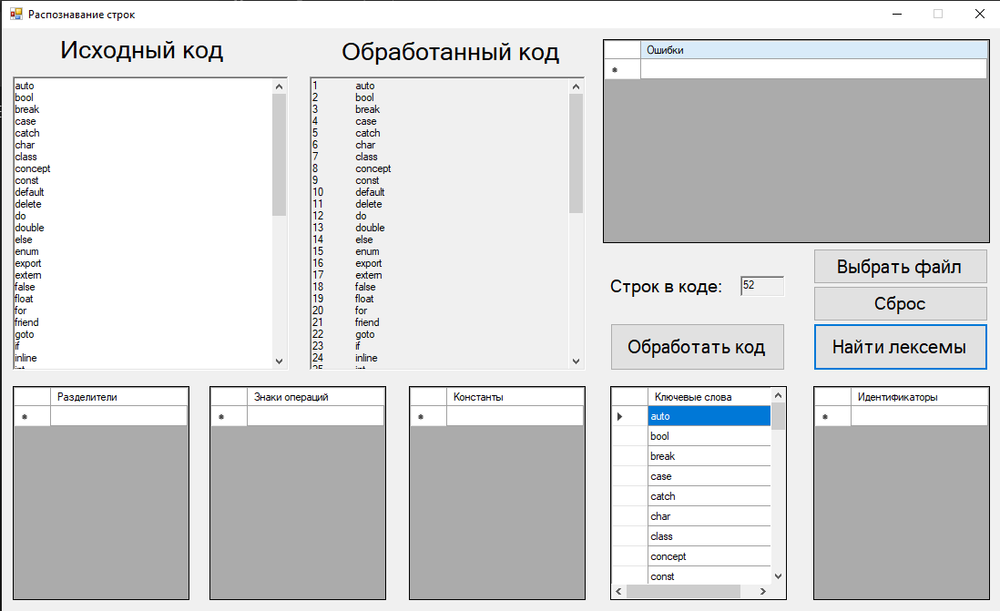 Распознавание строк
Исходный код
auto
bool
break
case
catch
char
class
concept
const
default
delete
do
double
else
enum
export
extern
false
float
for
friend
goto
if
inline
int
Обработанный код
1 auto
2 bool
3 break
4 case
5 catch
6 char
7 class
8 concept
9 const
10 default
11 delete
12 do
13 double
14 else
15 enum
16 export
17 extern
18 false
19 float
20 for
21 friend
22 goto
23 if
24 inline
25 int
Ошибки
Строк в коде: 52
Выбрать файл
Сброс
Обработать код
Найти лексемы
Разделители
Знаки операций
Константы
Ключевые слова
auto
bool
break
case
catch
char
class
concept
const
Идентификаторы